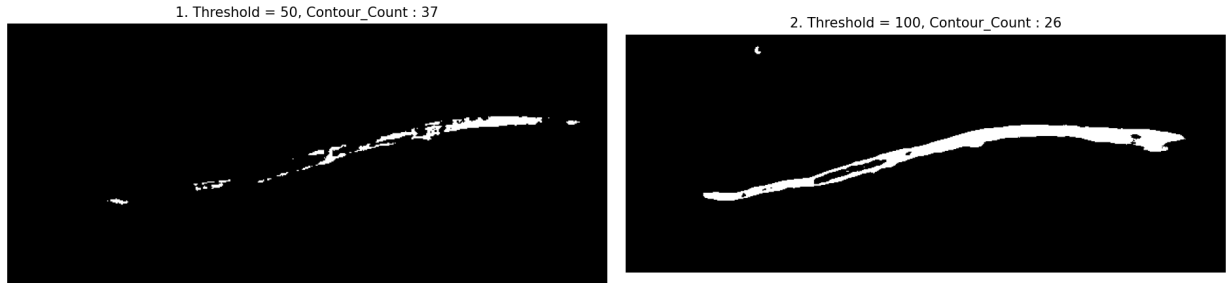 1. Threshold = 50, Contour_Count : 37
2. Threshold = 100, Contour_Count : 26